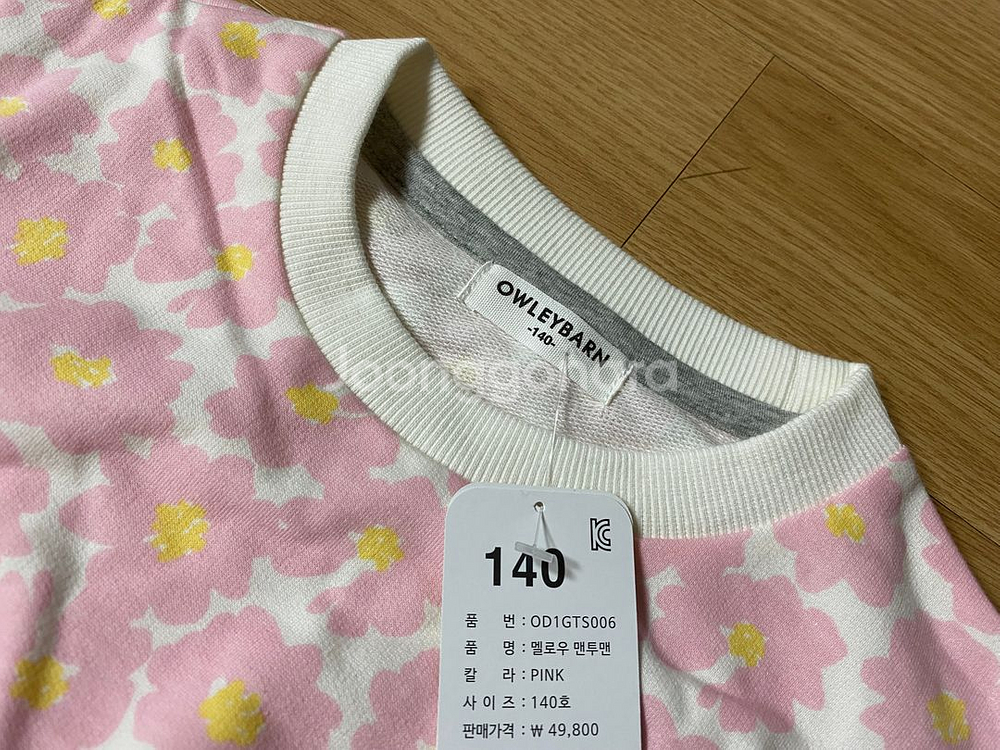 OWLEYBARN
-140-
140
품 번 : OD1GTS006
품 명 : 멜로우 맨투맨
칼 라 : PINK
사 이 즈 : 140호
판매가격 : ₩ 49,800